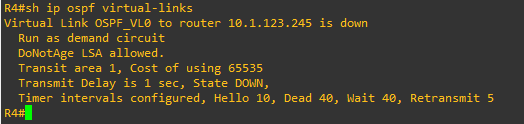 R4#sh ip ospf virtual-links
Virtual Link OSPF_VL0 to router 10.1.123.245 is down
Run as demand circuit
DoNotAge LSA allowed.
Transit area 1, Cost of using 65535
Transmit Delay is 1 sec, State DOWN,
Timer intervals configured, Hello 10, Dead 40, Wait 40, Retransmit 5
R4#